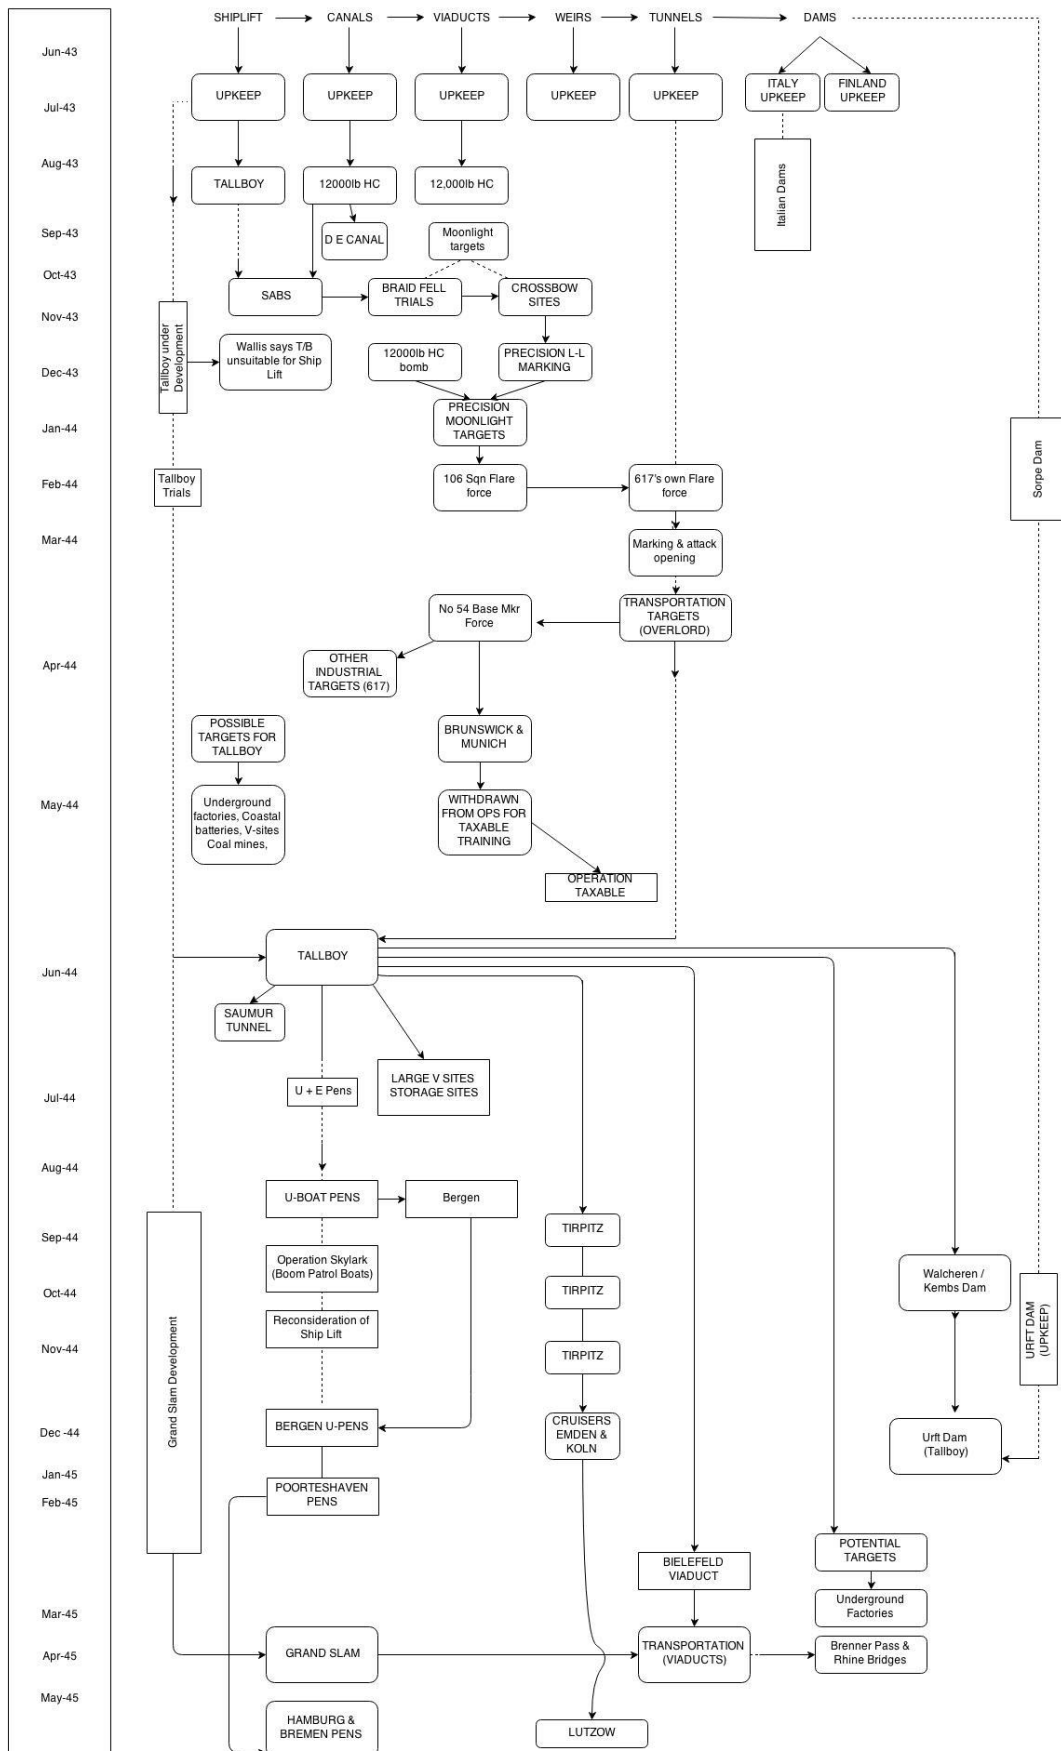 SHIPLIFT
CANALS
VIADUCTS
WEIRS
TUNNELS
DAMS
Jun-43
UPKEEP
UPKEEP
UPKEEP
UPKEEP
UPKEEP
ITALY
UPKEEP
FINLAND
UPKEEP
Jul-43
Aug-43
TALLBOY
12000lb HC
12,000lb HC
Italian Dams
Sep-43
D E CANAL
Moonlight
targets
Oct-43
SABS
BRAID FELL
TRIALS
CROSSBOW
SITES
Nov-43
Tallboy under
Development
Wallis says T/B
unsuitable for Ship
Lift
12000lb HC
bomb
PRECISION L-L
MARKING
Dec-43
PRECISION
MOONLIGHT
TARGETS
Jan-44
Sorpe Dam
Tallboy
Trials
106 Sqn Flare
force
617's own Flare
force
Feb-44
Mar-44
Marking & attack
opening
No 54 Base Mkr
Force
TRANSPORTATION
TARGETS
(OVERLORD)
Apr-44
OTHER
INDUSTRIAL
TARGETS (617)
POSSIBLE
TARGETS FOR
TALLBOY
BRUNSWICK &
MUNICH
May-44
Underground
factories, Coastal
batteries, V-sites
Coal mines,
WITHDRAWN
FROM OPS FOR
TAXABLE
TRAINING
OPERATION
TAXABLE
TALLBOY
Jun-44
SAUMUR
TUNNEL
U + E Pens
LARGE V SITES
STORAGE SITES
Jul-44
Aug-44
U-BOAT PENS
Bergen
Sep-44
TIRPITZ
Operation Skylark
(Boom Patrol Boats)
Walcheren /
Kembs Dam
Oct-44
TIRPITZ
Reconsideration of
Ship Lift
URFT DAM
(UPKEEP)
Nov-44
TIRPITZ
Grand Slam Development
Dec -44
BERGEN U-PENS
CRUISERS
EMDEN &
KOLN
Urft Dam
(Tallboy)
Jan-45
Feb-45
POORTESHAVEN
PENS
BIELEFELD
VIADUCT
POTENTIAL
TARGETS
Mar-45
Underground
Factories
Apr-45
GRAND SLAM
TRANSPORTATION
(VIADUCTS)
Brenner Pass &
Rhine Bridges
May-45
HAMBURG &
BREMEN PENS
LUTZOW